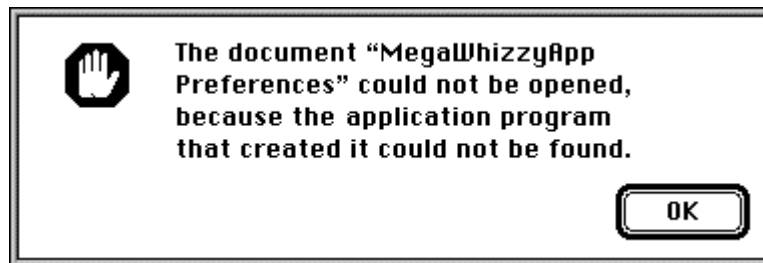 The document “MegaWhizzyApp
Preferences” could not be opened,
because the application program
that created it could not be found.
OK